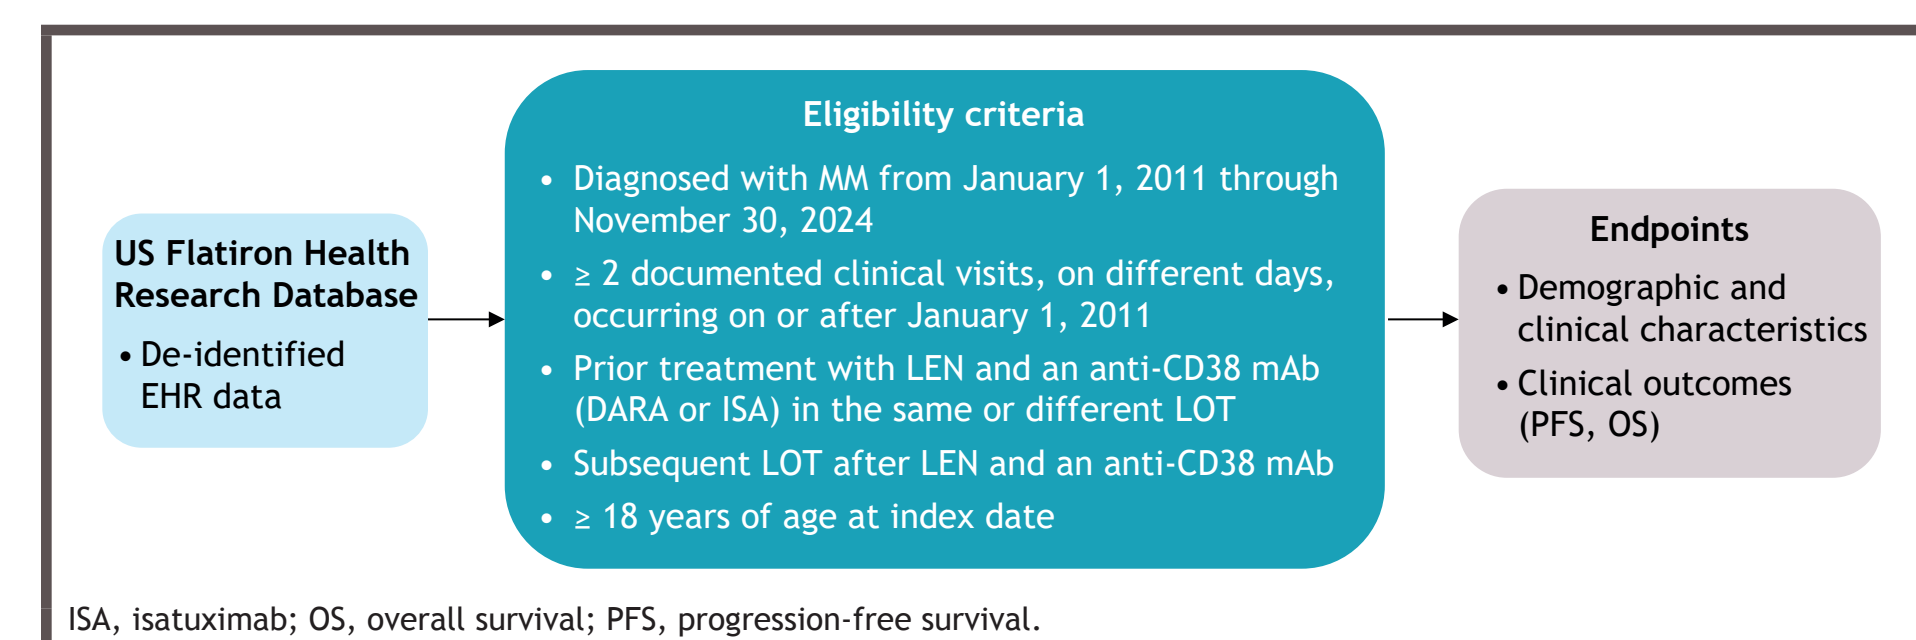 US Flatiron Health
Research Database
• De-identified
EHR data
Eligibility criteria
• Diagnosed with MM from January 1, 2011 through
November 30, 2024
• ≥ 2 documented clinical visits, on different days,
occurring on or after January 1, 2011
• Prior treatment with LEN and an anti-CD38 mAb
(DARA or ISA) in the same or different LOT
• Subsequent LOT after LEN and an anti-CD38 mAb
• ≥ 18 years of age at index date
Endpoints
• Demographic and
clinical characteristics
• Clinical outcomes
(PFS, OS)
ISA, isatuximab; OS, overall survival; PFS, progression-free survival.